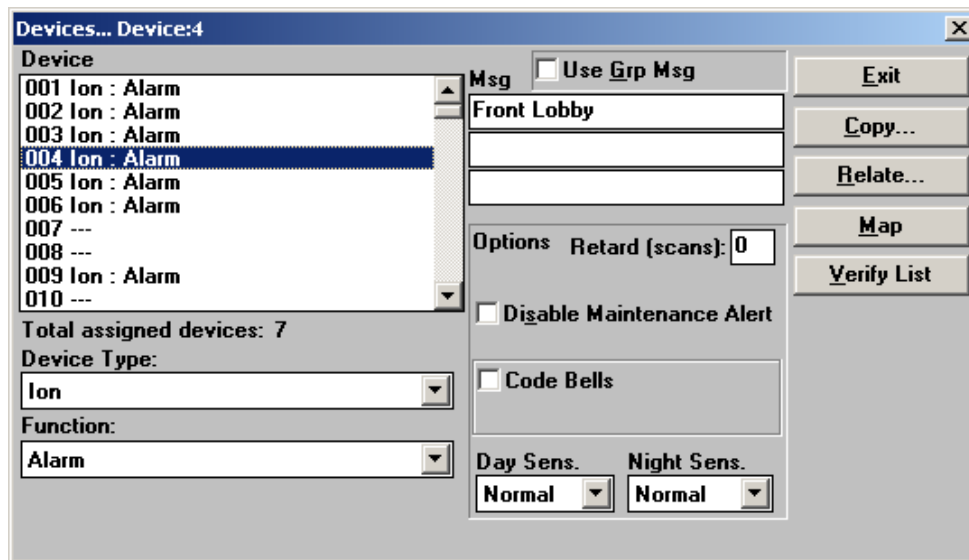 Devices... Device:4
Device
001 Ion : Alarm
002 Ion : Alarm
003 Ion : Alarm
004 Ion : Alarm
005 Ion : Alarm
006 Ion : Alarm
007 ---
008 ---
009 Ion : Alarm
010 ---
Total assigned devices: 7
Device Type:
Ion
Function:
Alarm
Msg
Use Grp Msg
Front Lobby
Options
Retard (scans): 0
Disable Maintenance Alert
Code Bells
Day Sens.
Night Sens.
Normal
Normal
Exit
Copy...
Relate...
Map
Verify List